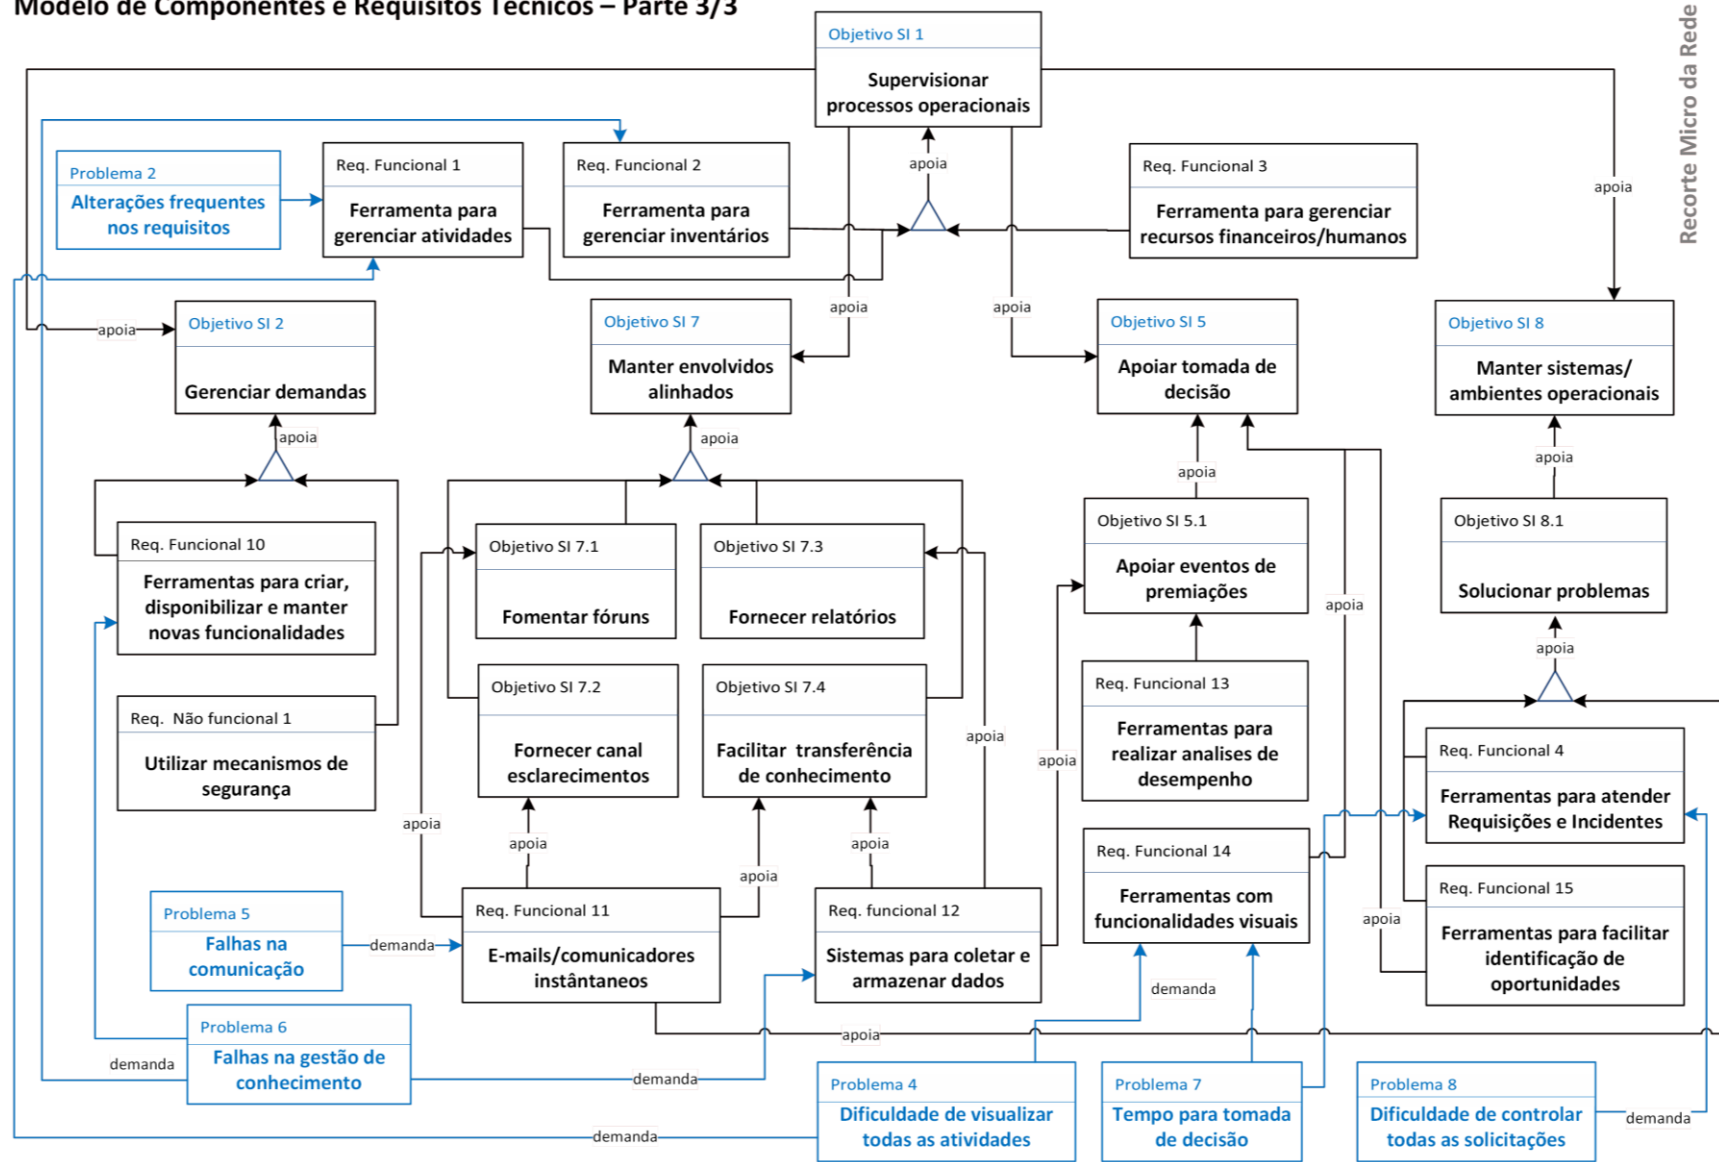 Modelo de Componentes e Requisitos Técnicos – Parte 3/3
Recorte Micro da Rede
Objetivo SI 1
Supervisionar
processos operacionais
apoia
apoia
Problema 2
Alterações frequentes
nos requisitos
Req. Funcional 1
Ferramenta para
gerenciar atividades
Req. Funcional 2
Ferramenta para
gerenciar inventários
Req. Funcional 3
Ferramenta para gerenciar
recursos financeiros/humanos
apoia
apoia
apoia
Objetivo SI 2
Gerenciar demandas
Objetivo SI 7
Manter envolvidos
alinhados
Objetivo SI 5
Apoiar tomada de
decisão
Objetivo SI 8
Manter sistemas/
ambientes operacionais
apoia
apoia
apoia
apoia
Req. Funcional 10
Ferramentas para criar,
disponibilizar e manter
novas funcionalidades
Objetivo SI 7.1
Fomentar fóruns
Objetivo SI 7.3
Fornecer relatórios
Objetivo SI 5.1
Apoiar eventos de
premiações
Objetivo SI 8.1
Solucionar problemas
apoia
apoia
Req.  Não funcional 1
Utilizar mecanismos de
segurança
Objetivo SI 7.2
Fornecer canal
esclarecimentos
Objetivo SI 7.4
Facilitar  transferência
de conhecimento
apoia
apoia
Req. Funcional 13
Ferramentas para
realizar analises de
desempenho
Req. Funcional 4
Ferramentas para atender
Requisições e Incidentes
apoia
apoia
apoia
apoia
Req. Funcional 14
Ferramentas com
funcionalidades visuais
Req. Funcional 15
Ferramentas para facilitar
identificação de
oportunidades
apoia
Problema 5
Falhas na
comunicação
demanda
Req. Funcional 11
E-mails/comunicadores
instântaneos
Req. funcional 12
Sistemas para coletar e
armazenar dados
demanda
apoia
Problema 6
Falhas na gestão de
conhecimento
demanda
demanda
Problema 4
Dificuldade de visualizar
todas as atividades
Problema 7
Tempo para tomada
de decisão
Problema 8
Dificuldade de controlar
todas as solicitações
demanda
demanda